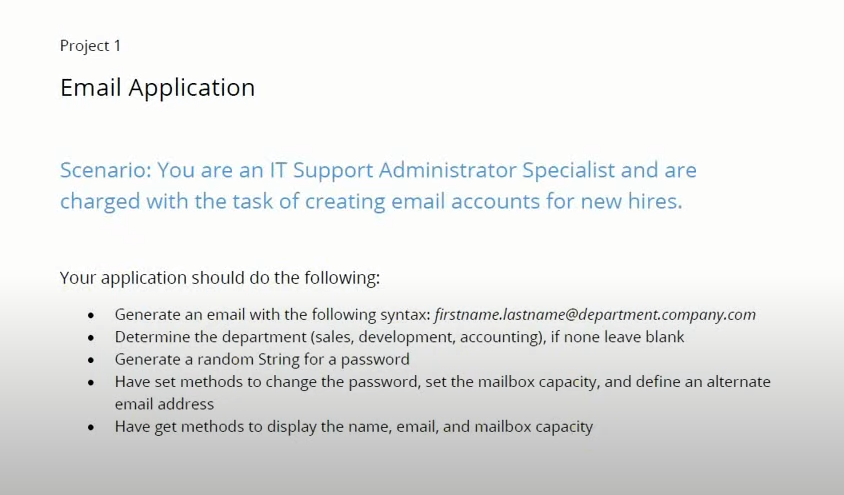 Project 1
Email Application
Scenario: You are an IT Support Administrator Specialist and are
charged with the task of creating email accounts for new hires.
Your application should do the following:
• Generate an email with the following syntax: firstname.lastname@department.company.com
• Determine the department (sales, development, accounting), if none leave blank
• Generate a random String for a password
• Have set methods to change the password, set the mailbox capacity, and define an alternate
email address
• Have get methods to display the name, email, and mailbox capacity